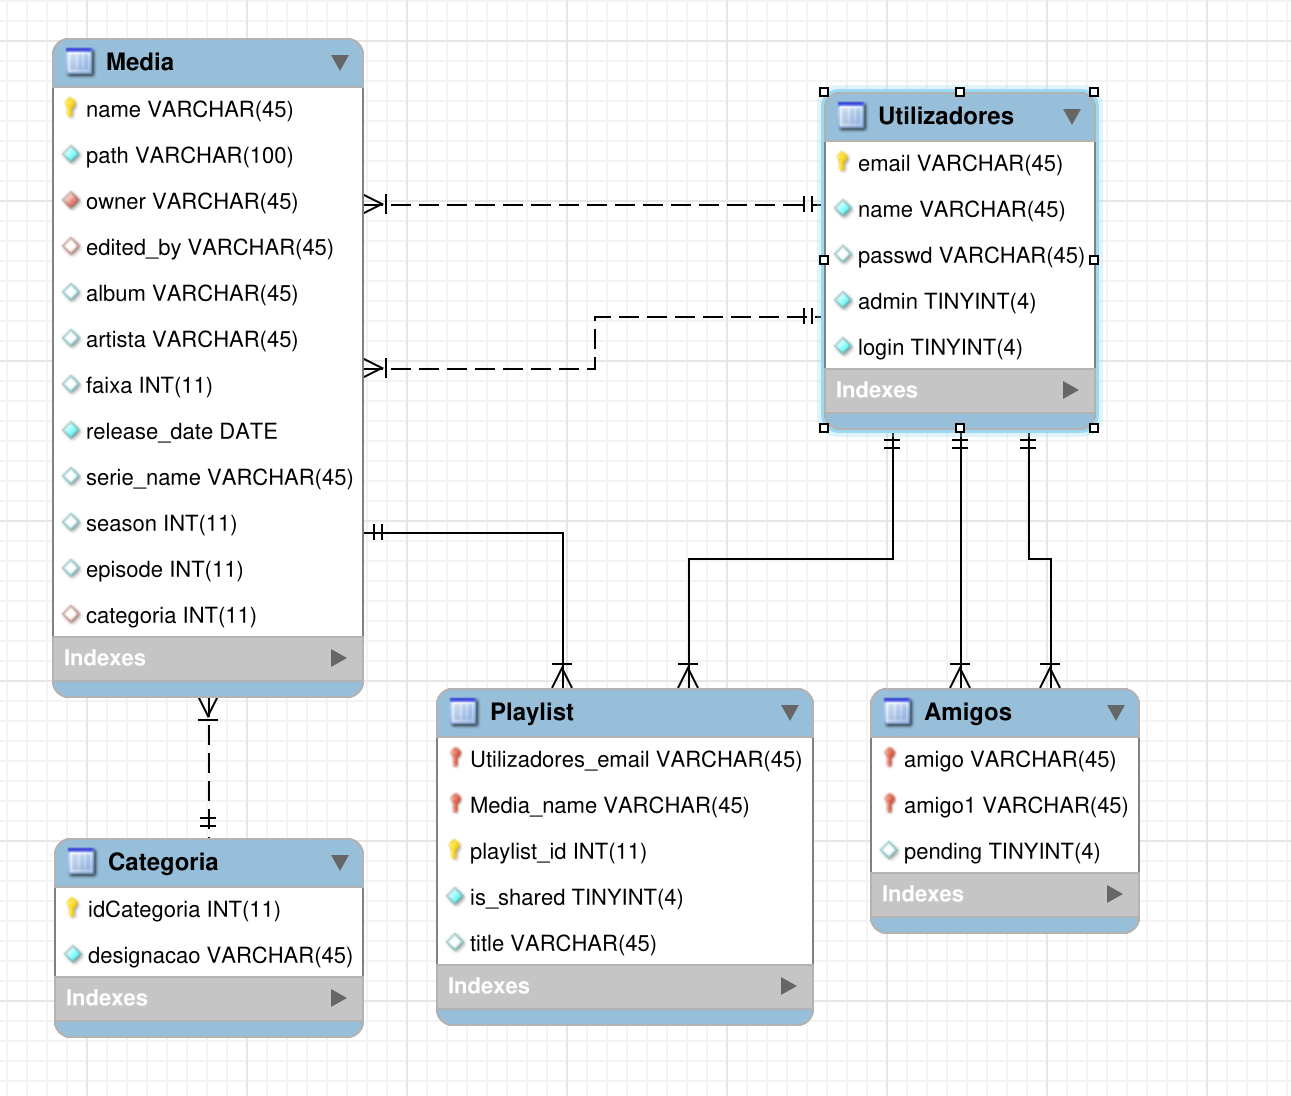 Media
name VARCHAR(45)
path VARCHAR(100)
owner VARCHAR(45)
edited_by VARCHAR(45)
album VARCHAR(45)
artista VARCHAR(45)
faixa INT(11)
release_date DATE
serie_name VARCHAR(45)
season INT(11)
episode INT(11)
categoria INT(11)
Indexes
Utilizadores
email VARCHAR(45)
name VARCHAR(45)
passwd VARCHAR(45)
admin TINYINT(4)
login TINYINT(4)
Indexes
Categoria
idCategoria INT(11)
designacao VARCHAR(45)
Indexes
Playlist
Utilizadores_email VARCHAR(45)
Media_name VARCHAR(45)
playlist_id INT(11)
is_shared TINYINT(4)
title VARCHAR(45)
Indexes
Amigos
amigo VARCHAR(45)
amigo1 VARCHAR(45)
pending TINYINT(4)
Indexes